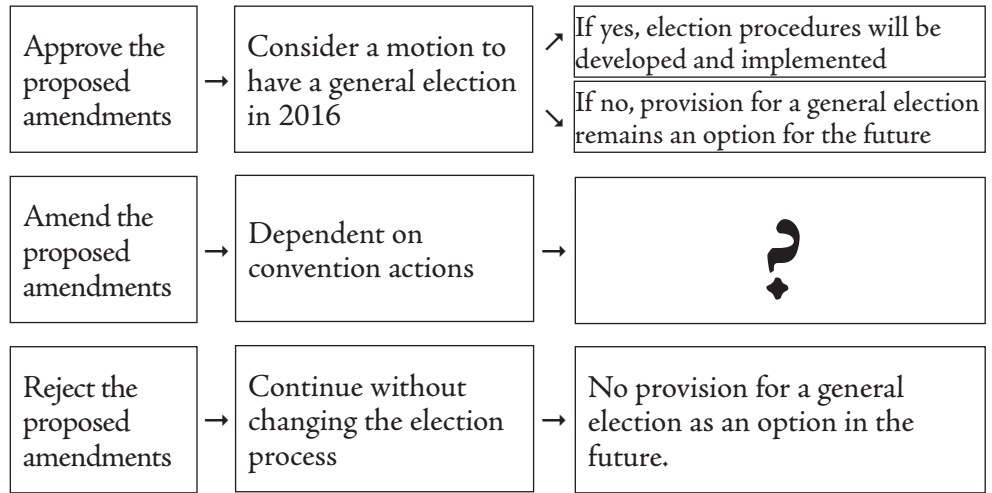 Approve the
proposed
amendments
→
Consider a motion to
have a general election
in 2016
↗
If yes, election procedures will be
developed and implemented
↘
If no, provision for a general election
remains an option for the future
Amend the
proposed
amendments
→
Dependent on
convention actions
→
?
Reject the
proposed
amendments
→
Continue without
changing the election
process
→
No provision for a general
election as an option in the
future.